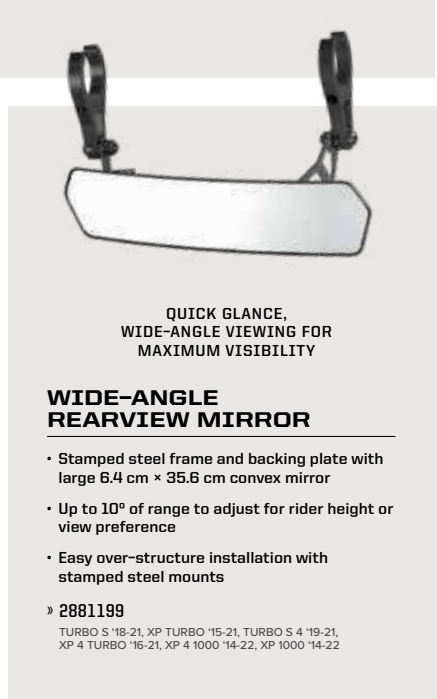 QUICK GLANCE,
WIDE-ANGLE VIEWING FOR
MAXIMUM VISIBILITY
WIDE-ANGLE
REARVIEW MIRROR
• Stamped steel frame and backing plate with
large 6.4 cm × 35.6 cm convex mirror
• Up to 10º of range to adjust for rider height or
view preference
• Easy over-structure installation with
stamped steel mounts
» 2881199
TURBO S ‘18-21, XP TURBO ‘15-21, TURBO S 4 ‘19-21,
XP 4 TURBO ‘16-21, XP 4 1000 ‘14-22, XP 1000 ‘14-22